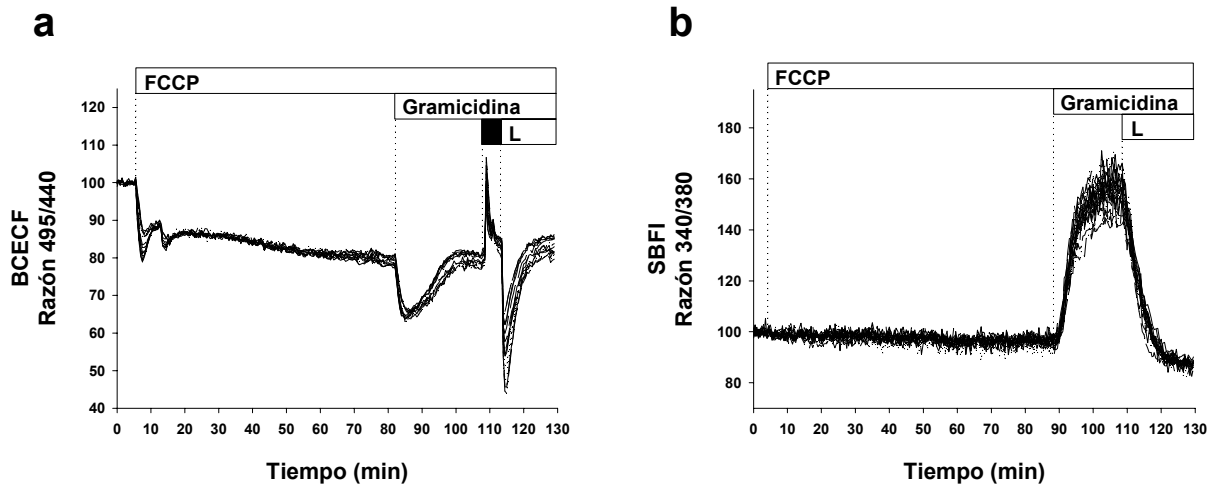 a
FCCP
Gramicidina
L
120
110
100
90
80
70
60
50
40
BCECF
Razón 495/440
0 10 20 30 40 50 60 70 80 90 100 110 120 130
Tiempo (min)
b
FCCP
Gramicidina
L
180
160
140
120
100
80
SBFI
Razón 340/380
0 10 20 30 40 50 60 70 80 90 100 110 120 130
Tiempo (min)